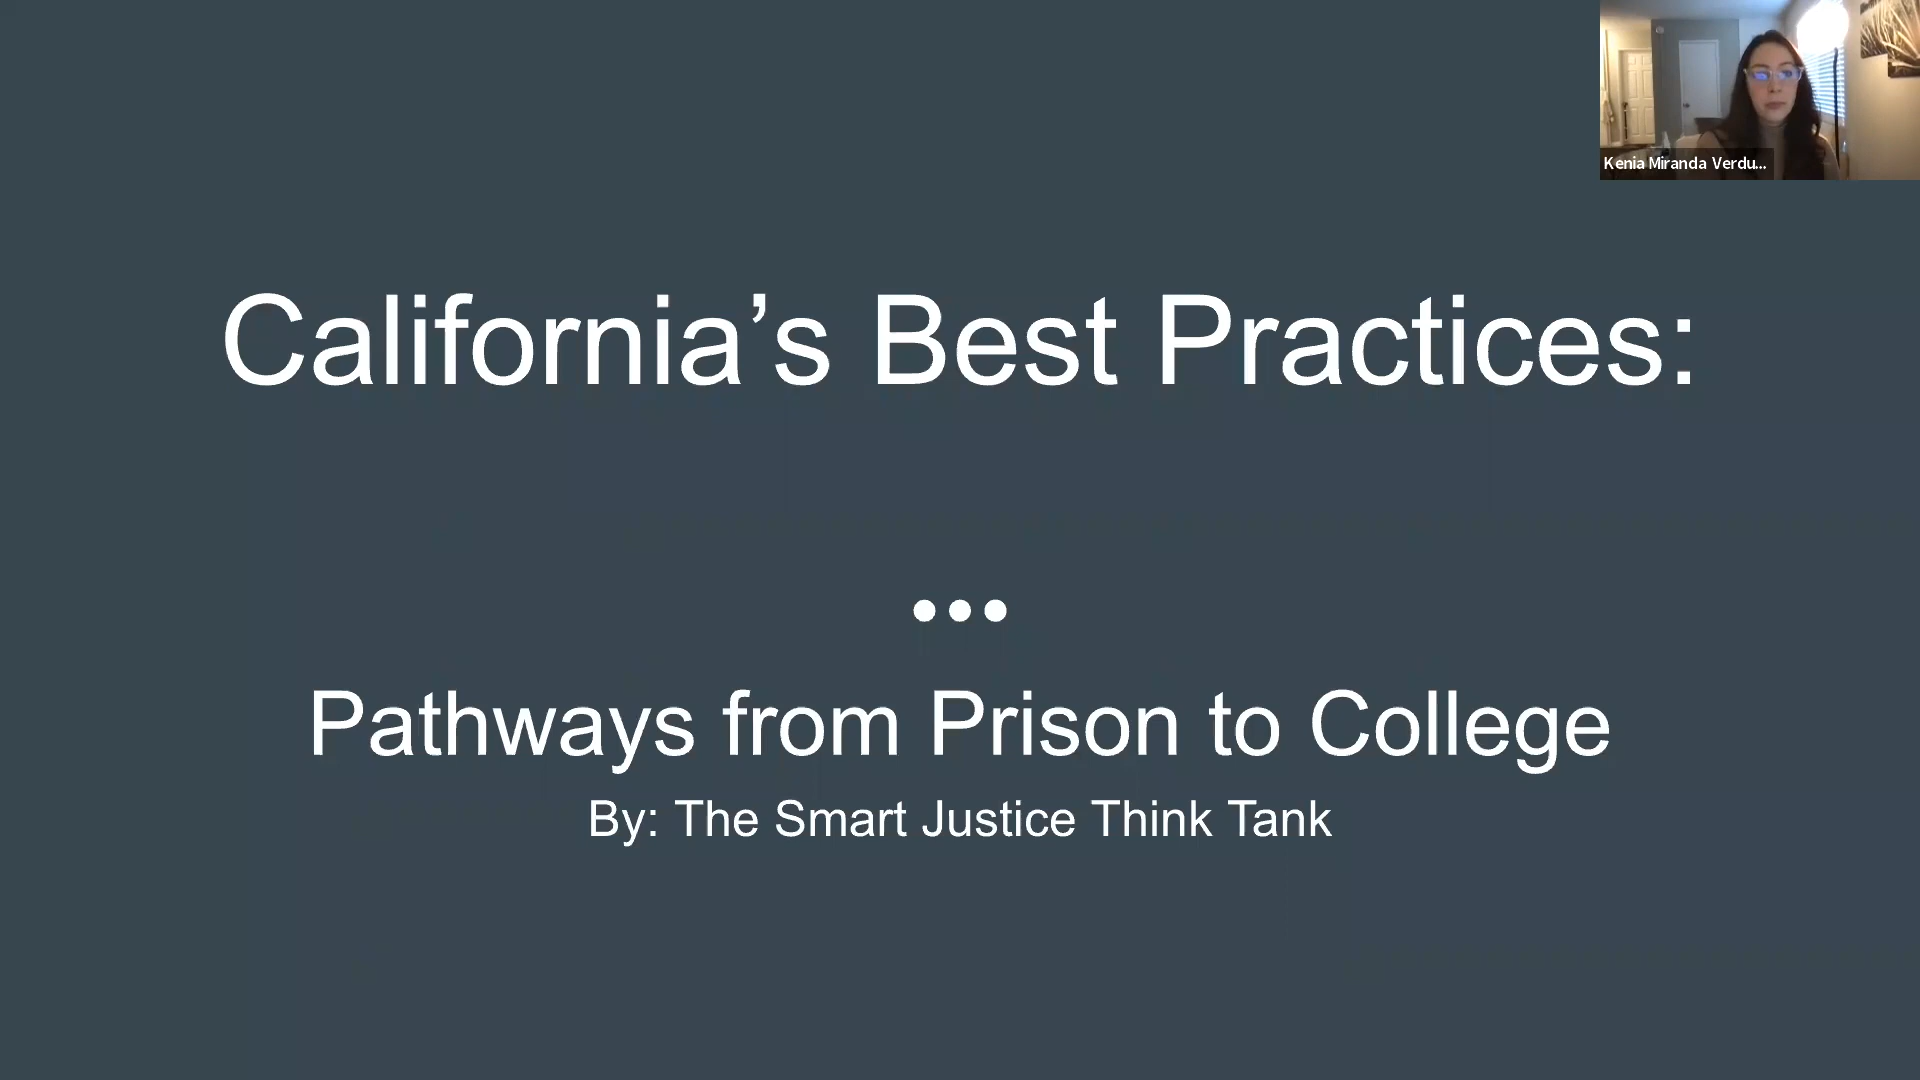 Kenia Miranda Verdu...
California’s Best Practices:
Pathways from Prison to College
By: The Smart Justice Think Tank